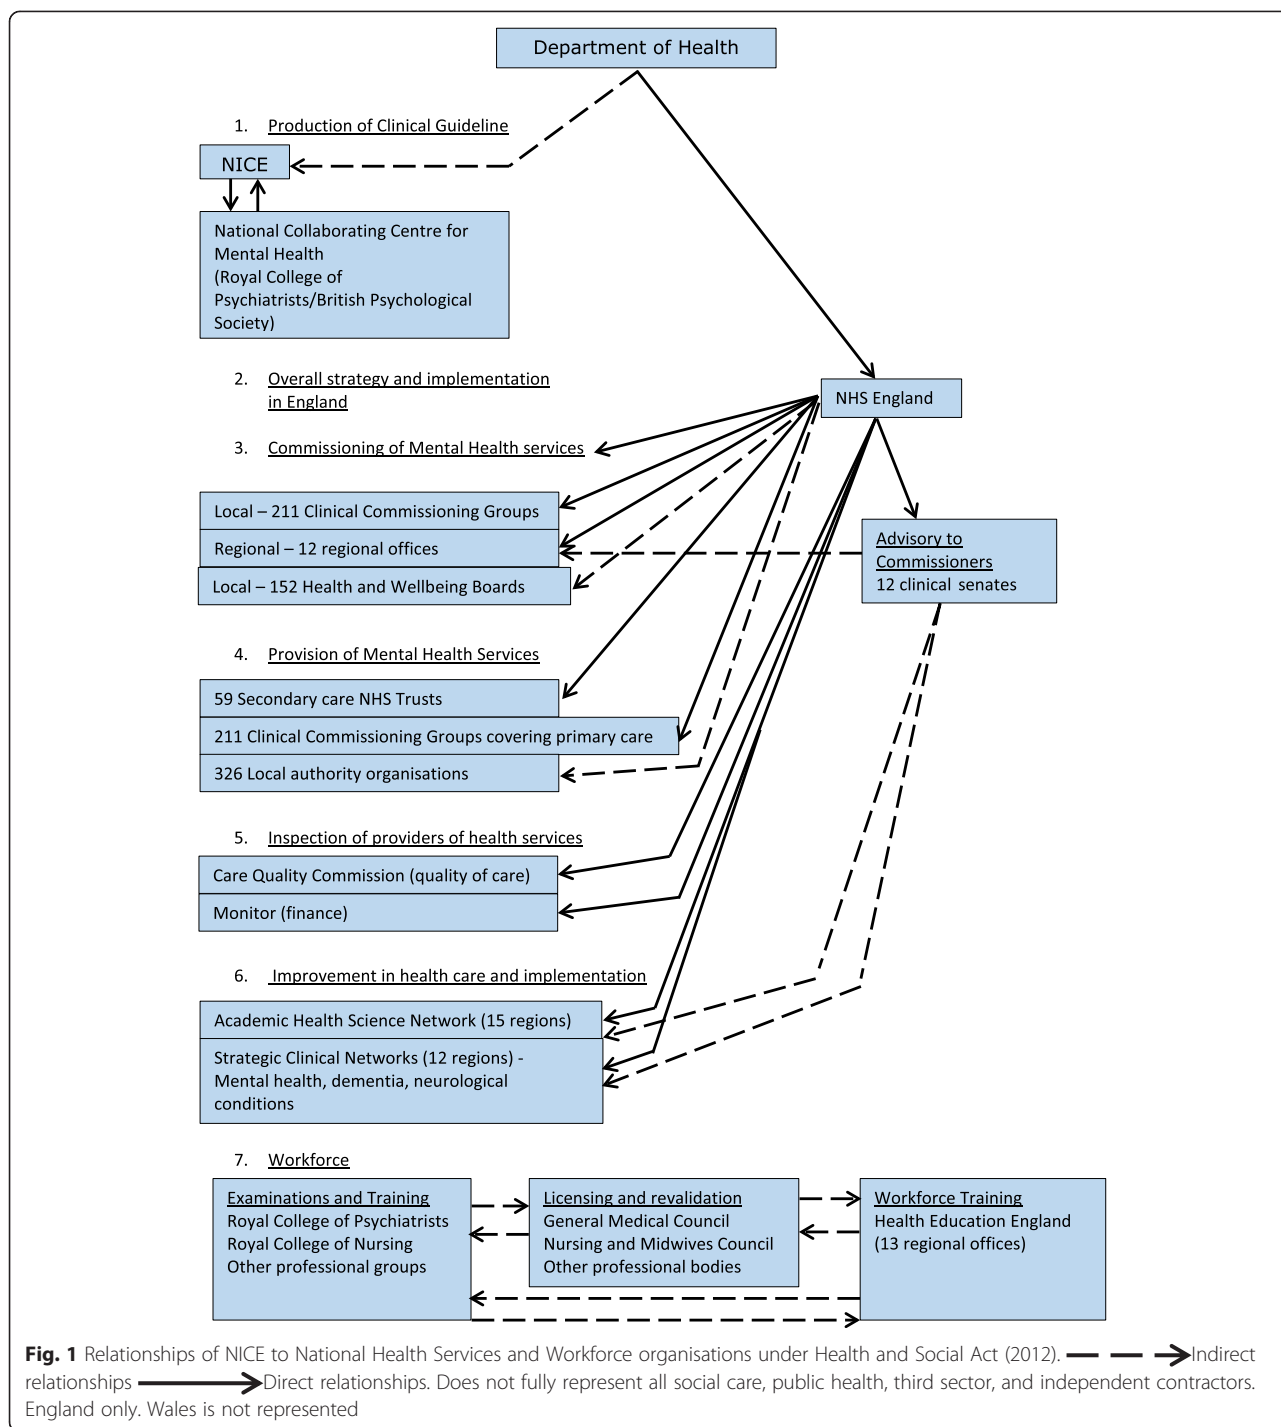 Department of Health
1. Production of Clinical Guideline
NICE
National Collaborating Centre for
Mental Health
(Royal College of
Psychiatrists/British Psychological
Society)
2. Overall strategy and implementation
in England
NHS England
3. Commissioning of Mental Health services
Local – 211 Clinical Commissioning Groups
Regional – 12 regional offices
Local – 152 Health and Wellbeing Boards
Advisory to
Commissioners
12 clinical senates
4. Provision of Mental Health Services
59 Secondary care NHS Trusts
211 Clinical Commissioning Groups covering primary care
326 Local authority organisations
5. Inspection of providers of health services
Care Quality Commission (quality of care)
Monitor (finance)
6. Improvement in health care and implementation
Academic Health Science Network (15 regions)
Strategic Clinical Networks (12 regions) -
Mental health, dementia, neurological
conditions
7. Workforce
Examinations and Training
Royal College of Psychiatrists
Royal College of Nursing
Other professional groups
Licensing and revalidation
General Medical Council
Nursing and Midwives Council
Other professional bodies
Workforce Training
Health Education England
(13 regional offices)
Fig. 1 Relationships of NICE to National Health Services and Workforce organisations under Health and Social Act (2012). Indirect
relationships Direct relationships. Does not fully represent all social care, public health, third sector, and independent contractors.
England only. Wales is not represented